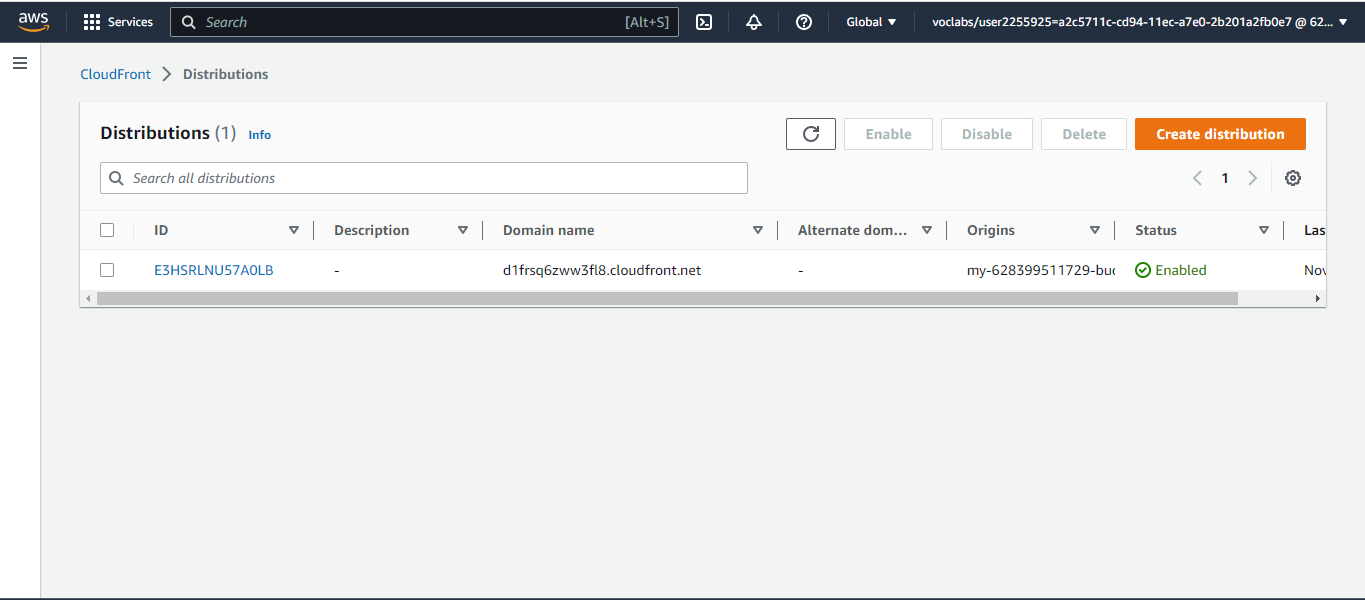 aws Services Search [Alt+S] Global voclabs/user2255925=a2c5711c-cd94-11ec-a7e0-2b201a2fb0e7 @ 62...
CloudFront Distributions
Distributions (1) Info Enable Disable Delete Create distribution
Search all distributions 1
ID Description Domain name Alternate dom... Origins Status Las
E3HSRLNU57A0LB - d1frsq6zww3fl8.cloudfront.net - my-628399511729-buc Enabled Nov